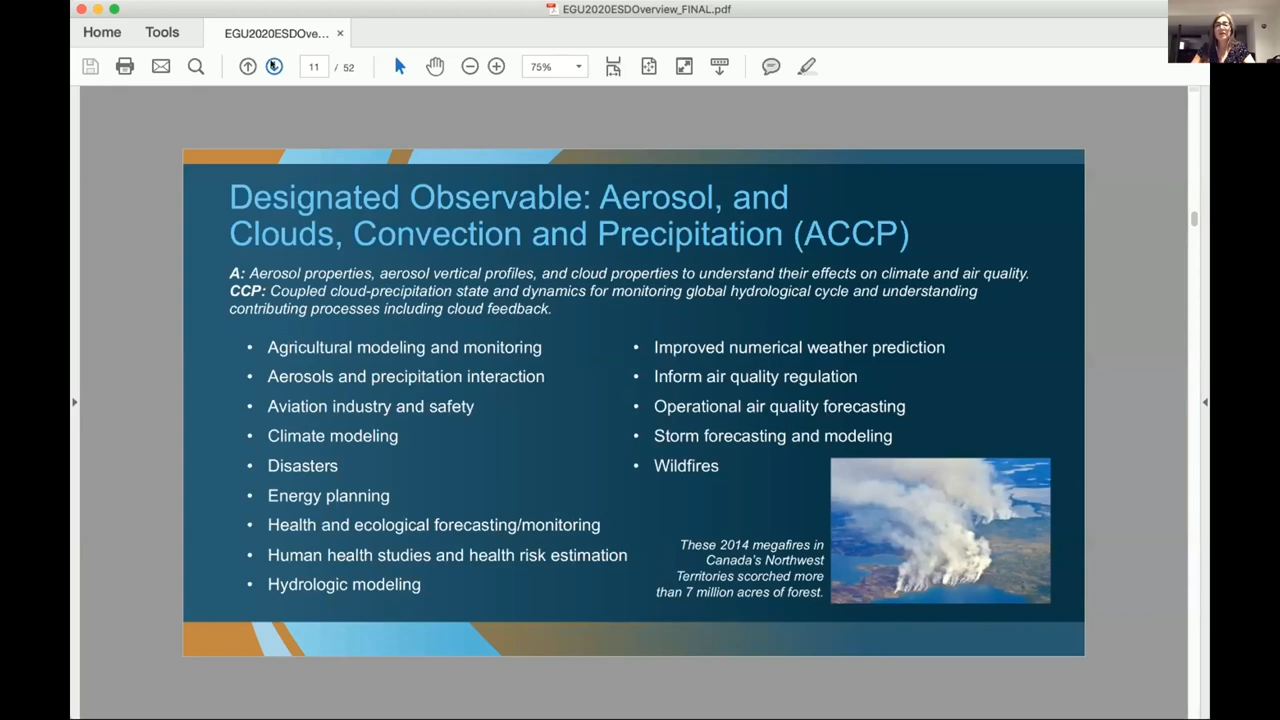 EGU2020ESDOverview_FINAL.pdf
Home Tools EGU2020ESDOve... ×
11 / 52 75%
Designated Observable: Aerosol, and
Clouds, Convection and Precipitation (ACCP)
A: Aerosol properties, aerosol vertical profiles, and cloud properties to understand their effects on climate and air quality.
CCP: Coupled cloud-precipitation state and dynamics for monitoring global hydrological cycle and understanding
contributing processes including cloud feedback.
• Agricultural modeling and monitoring
• Aerosols and precipitation interaction
• Aviation industry and safety
• Climate modeling
• Disasters
• Energy planning
• Health and ecological forecasting/monitoring
• Human health studies and health risk estimation
• Hydrologic modeling
• Improved numerical weather prediction
• Inform air quality regulation
• Operational air quality forecasting
• Storm forecasting and modeling
• Wildfires
These 2014 megafires in
Canada's Northwest
Territories scorched more
than 7 million acres of forest.